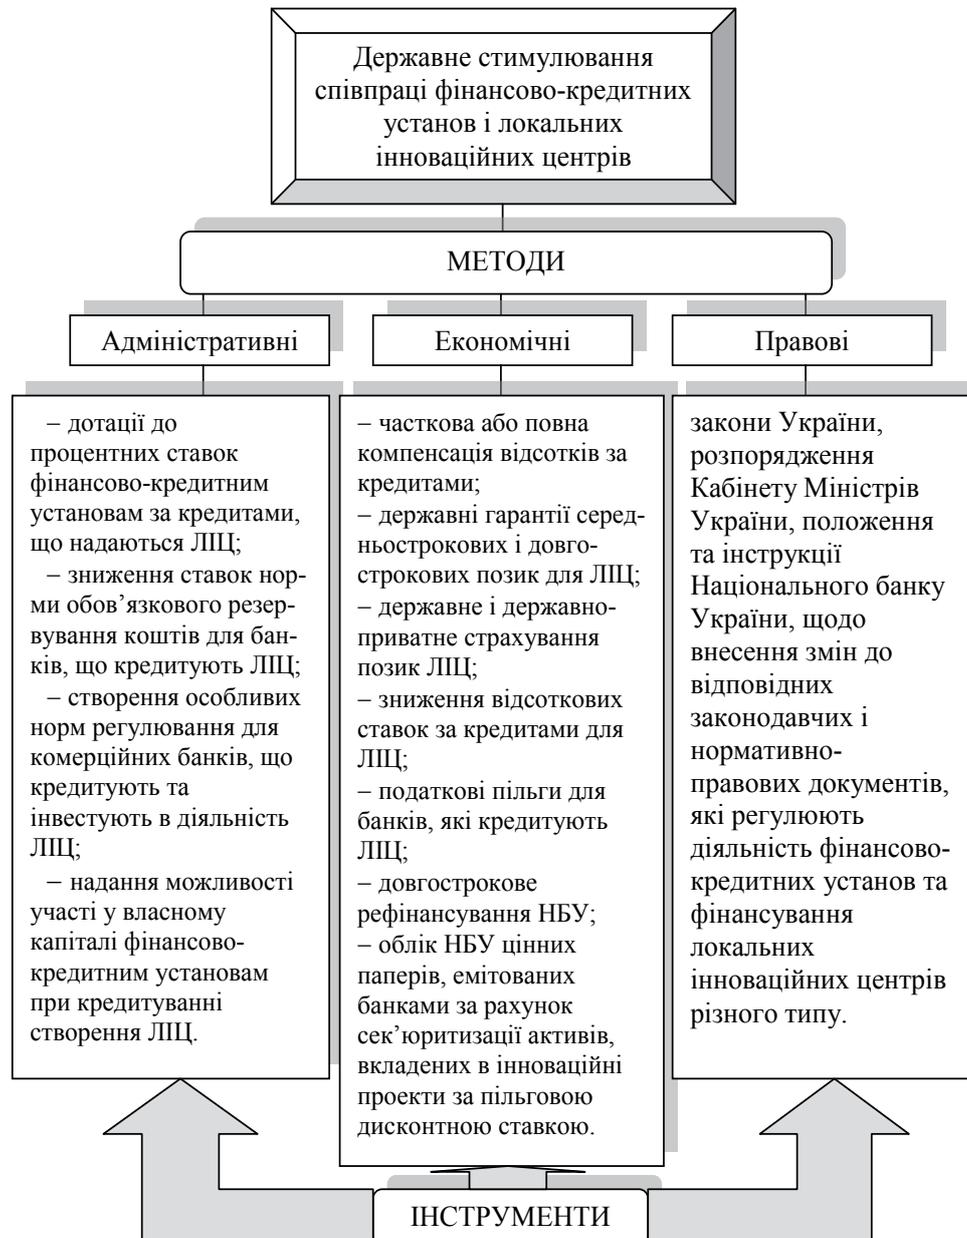 Державне стимулювання
співпраці фінансово-кредитних
установ і локальних
інноваційних центрів
МЕТОДИ
Адміністративні
Економічні
Правові
– дотації до
процентних ставок
фінансово-кредитним
установам за кредитами,
що надаються ЛІЦ;
– зниження ставок нор-
ми обов’язкового резер-
вування коштів для бан-
ків, що кредитують ЛІЦ;
– створення особливих
норм регулювання для
комерційних банків, що
кредитують та
інвестують в діяльність
ЛІЦ;
– надання можливості
участі у власному
капіталі фінансово-
кредитним установам
при кредитуванні
створення ЛІЦ.
– часткова або повна
компенсація відсотків за
кредитами;
– державні гарантії серед-
ньострокових і довго-
строкових позик для ЛІЦ;
– державне і державно-
приватне страхування
позик ЛІЦ;
– зниження відсоткових
ставок за кредитами для
ЛІЦ;
– податкові пільги для
банків, які кредитують
ЛІЦ;
– довгострокове
рефінансування НБУ;
– облік НБУ цінних
паперів, емітованих
банками за рахунок
сек’юритизації активів,
вкладених в інноваційні
проекти за пільговою
дисконтною ставкою.
закони України,
розпорядження
Кабінету Міністрів
України, положення
та інструкції
Національного банку
України, щодо
внесення змін до
відповідних
законодавчих і
нормативно-
правових документів,
які регулюють
діяльність фінансово-
кредитних установ та
фінансування
локальних
інноваційних центрів
різного типу.
ІНСТРУМЕНТИ